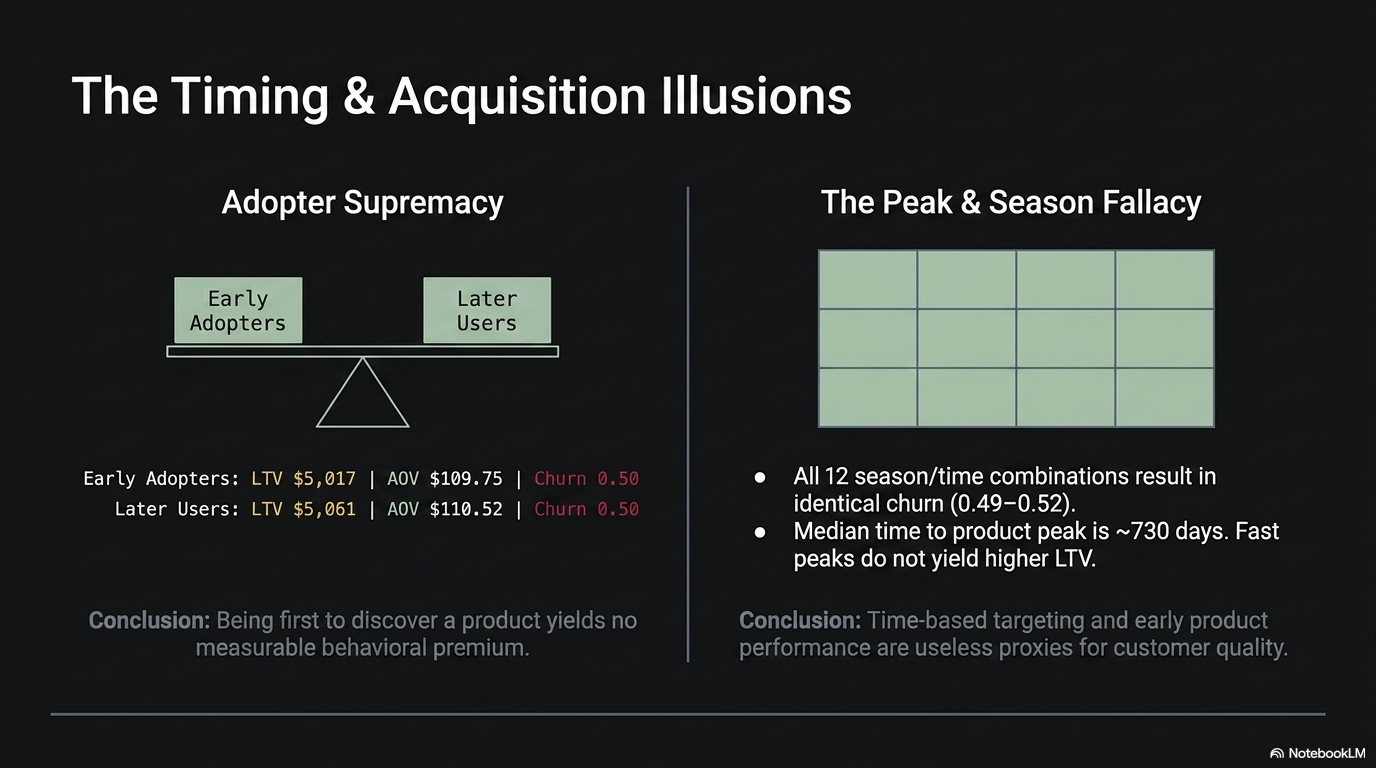 The Timing & Acquisition Illusions
Adopter Supremacy
Early
Adopters
Later
Users
Early Adopters: LTV $5,017 | AOV $109.75 | Churn 0.50
Later Users: LTV $5,061 | AOV $110.52 | Churn 0.50
Conclusion: Being first to discover a product yields no
measurable behavioral premium.
The Peak & Season Fallacy
● All 12 season/time combinations result in
identical churn (0.49–0.52).
● Median time to product peak is ~730 days. Fast
peaks do not yield higher LTV.
Conclusion: Time-based targeting and early product
performance are useless proxies for customer quality.
NotebookLM